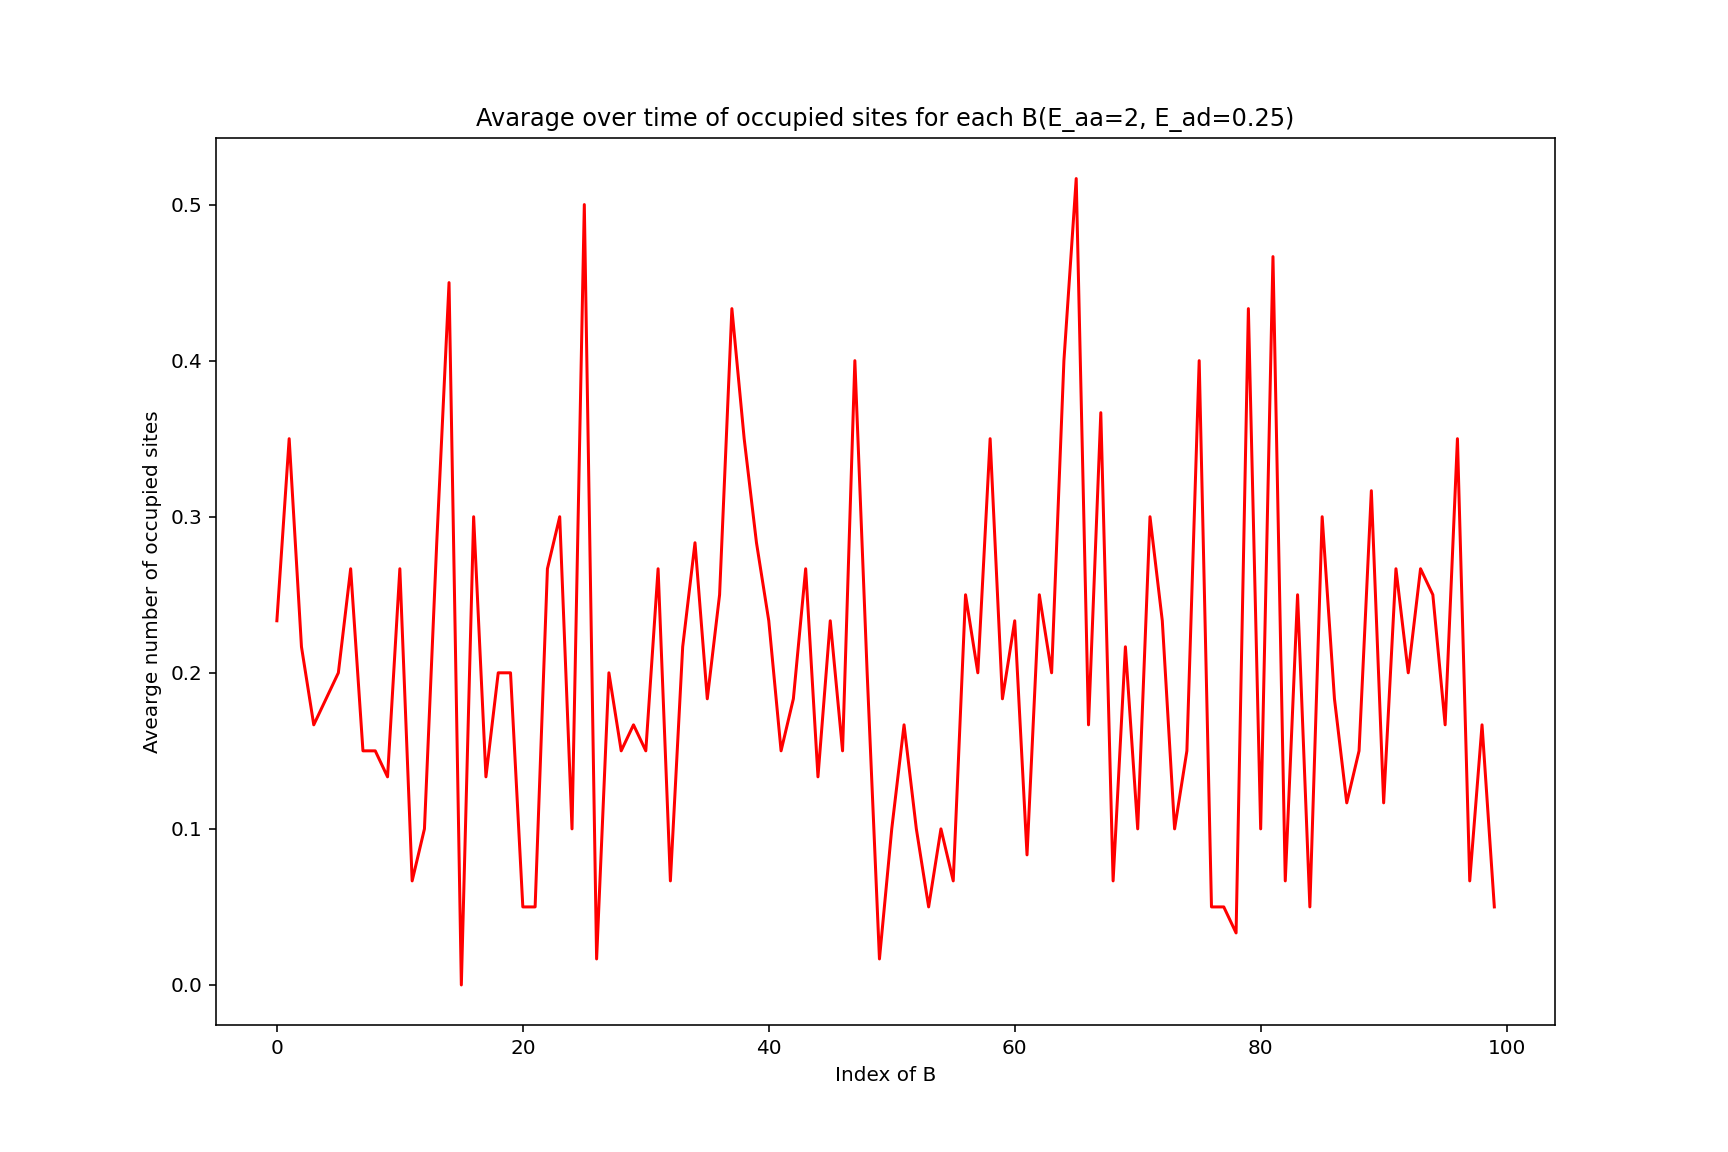 Avarage over time of occupied sites for each B(E_aa=2, E_ad=0.25)
Avearge number of occupied sites
0.5
0.4
0.3
0.2
0.1
0.0
0 20 40 60 80 100
Index of B